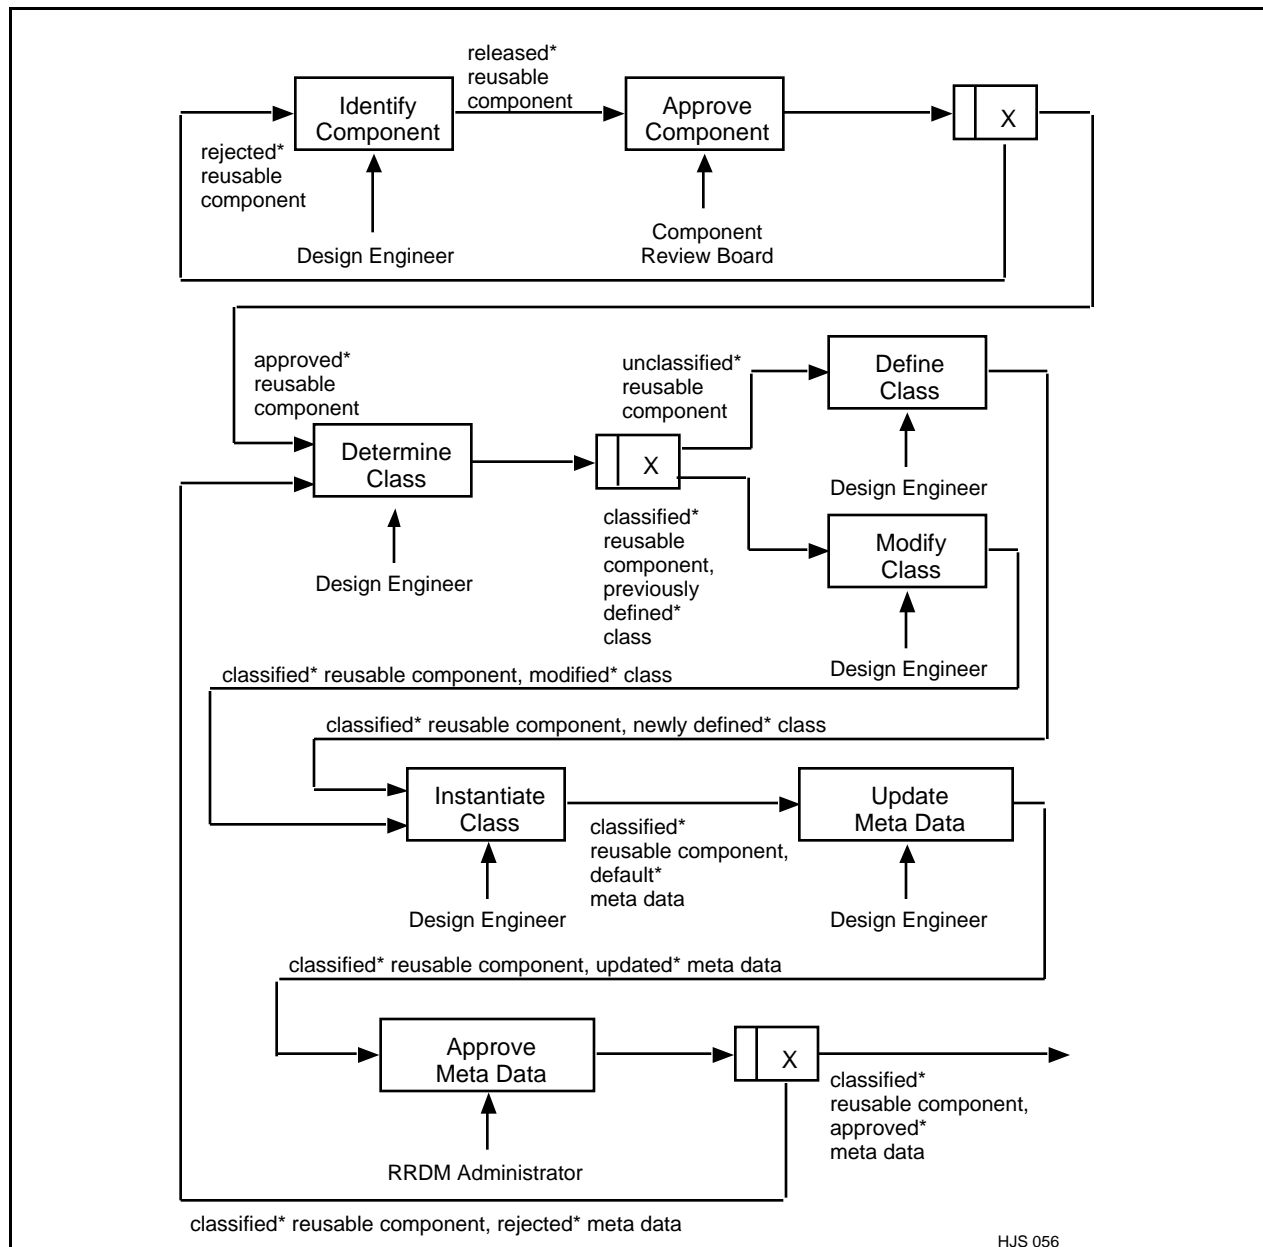 released*
reusable
component
Identify
Component
Approve
Component
X
rejected*
reusable
component
Design Engineer
Component
Review Board
approved*
reusable
component
unclassified*
reusable
component
Define
Class
Determine
Class
X
Design Engineer
classified*
reusable
component,
previously
defined*
class
Modify
Class
Design Engineer
Design Engineer
classified* reusable component, modified* class
classified* reusable component, newly defined* class
Instantiate
Class
Update
Meta Data
classified*
reusable component,
default*
meta data
Design Engineer
Design Engineer
classified* reusable component, updated* meta data
Approve
Meta Data
X
classified*
reusable component,
approved*
meta data
RRDM Administrator
classified* reusable component, rejected* meta data
HJS 056